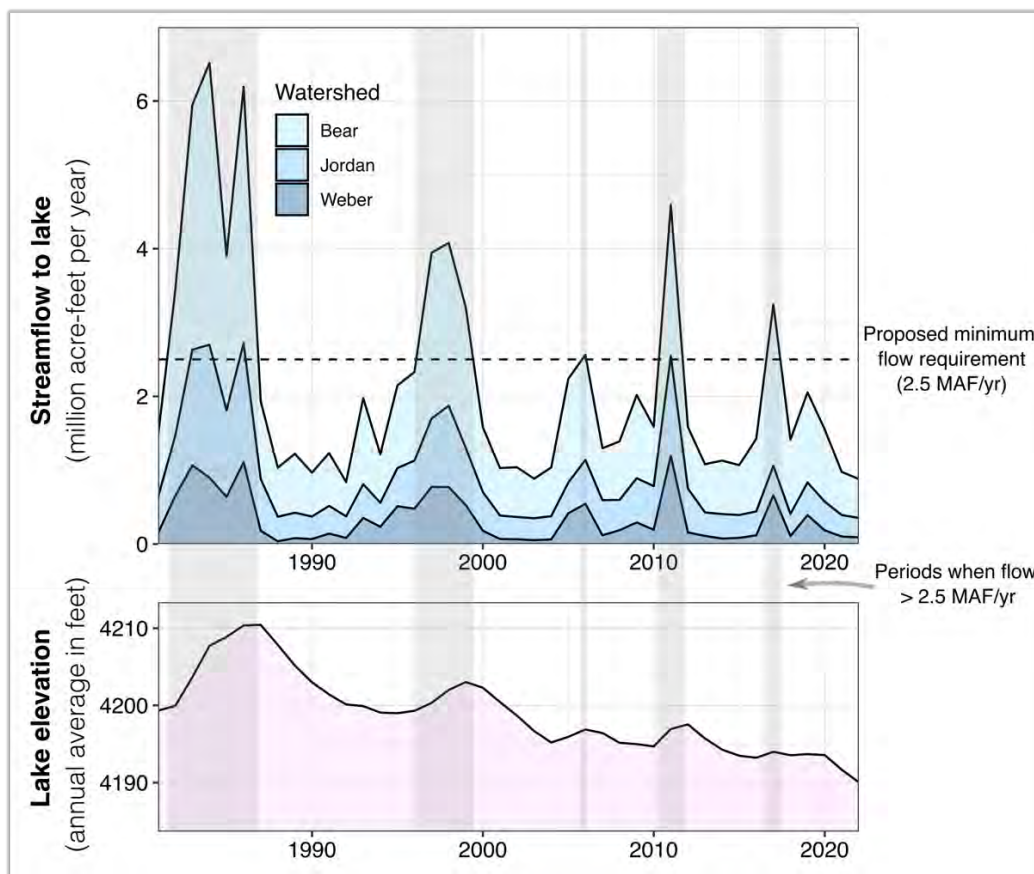 Streamflow to lake
(million acre-feet per year)
6
4
2
0
Watershed
Bear
Jordan
Weber
1990
2000
2010
2020
Proposed minimum
flow requirement
(2.5 MAF/yr)
Periods when flow
> 2.5 MAF/yr
Lake elevation
(annual average in feet)
4210
4200
4190
1990
2000
2010
2020